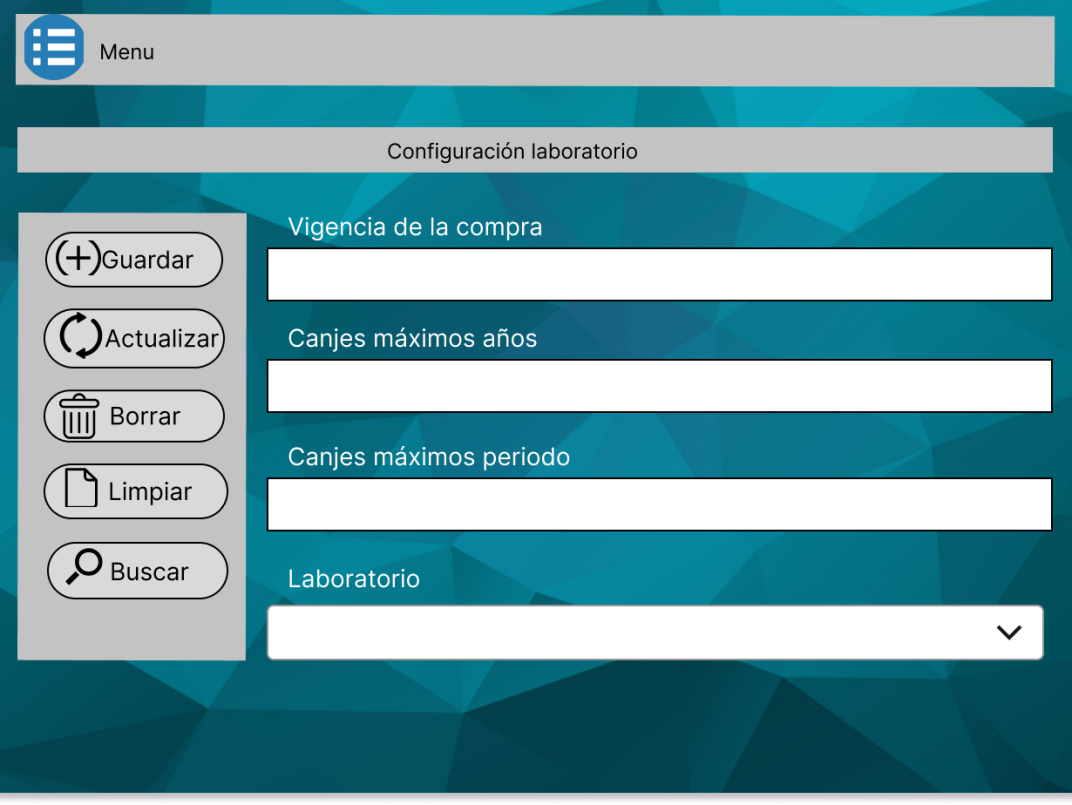 Menu
Configuración laboratorio
Guardar
Actualizar
Borrar
Limpiar
Buscar
Vigencia de la compra
Canjes máximos años
Canjes máximos periodo
Laboratorio